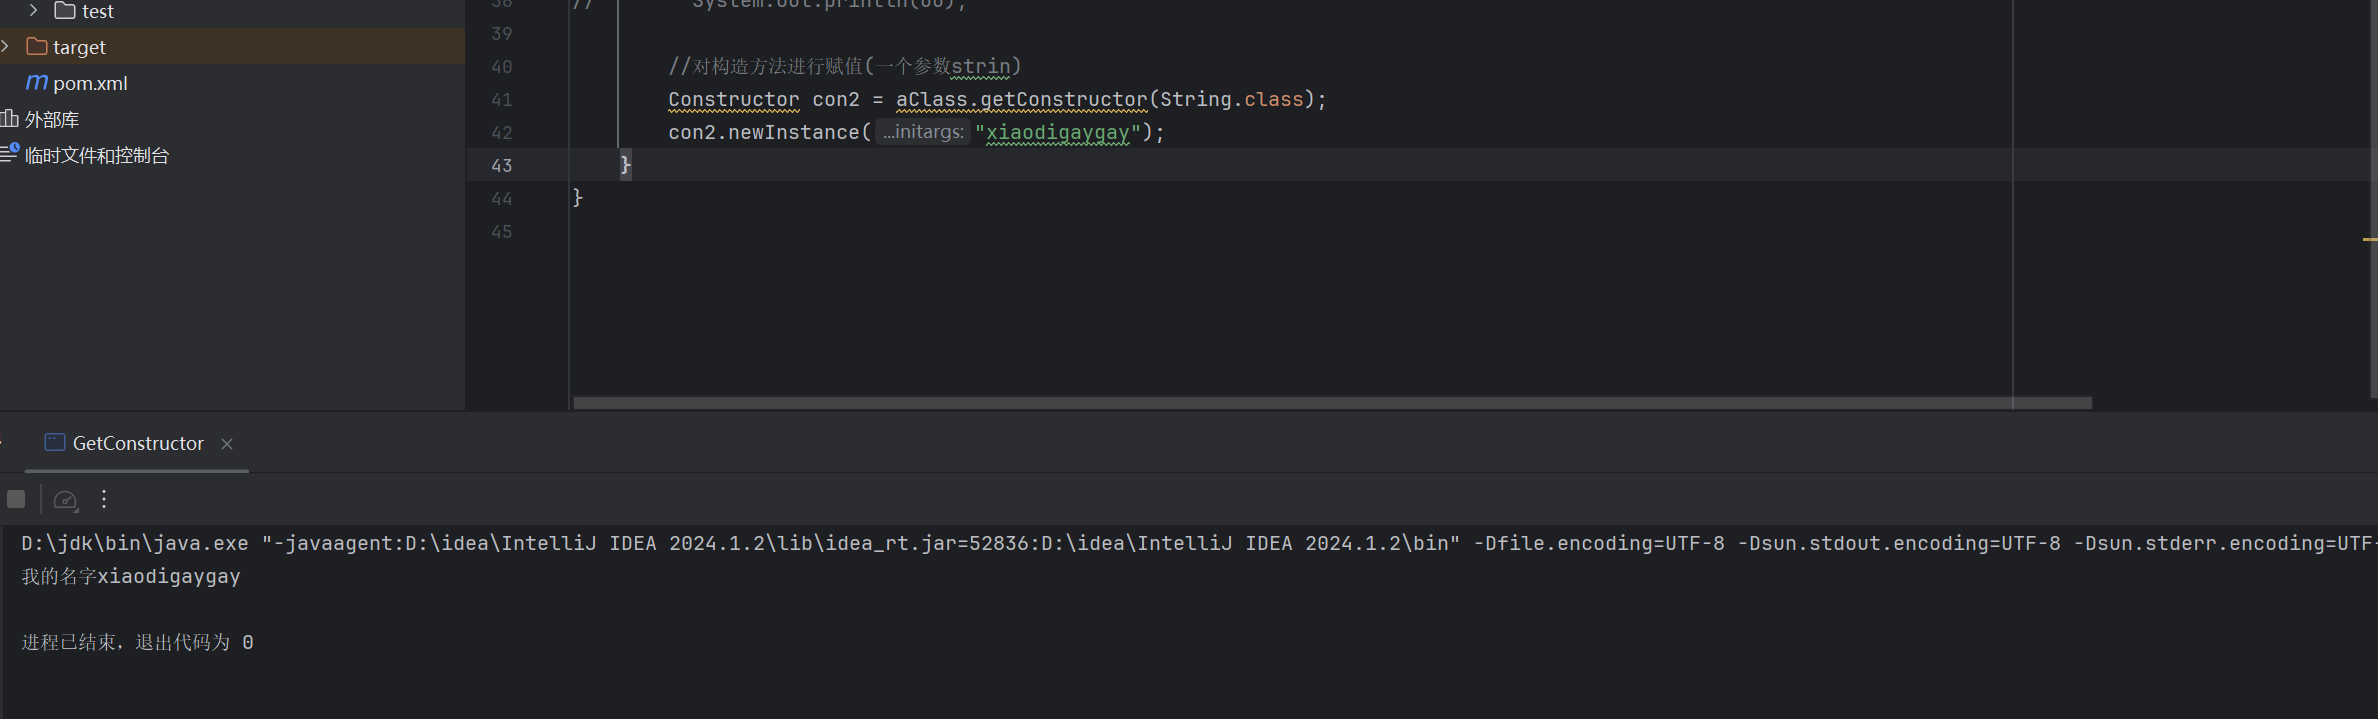 test
target
m pom.xml
外部库
临时文件和控制台
38 // System.out.println(oo);
39
40 //对构造方法进行赋值(一个参数strin)
41 Constructor con2 = aClass.getConstructor(String.class);
42 con2.newInstance( ...initargs: "xiaodigaygay");
43 }
44 }
45
GetConstructor
D:\jdk\bin\java.exe "-javaagent:D:\idea\IntelliJ IDEA 2024.1.2\lib\idea_rt.jar=52836:D:\idea\IntelliJ IDEA 2024.1.2\bin" -Dfile.encoding=UTF-8 -Dsun.stdout.encoding=UTF-8 -Dsun.stderr.encoding=UTF-
我的名字xiaodigaygay
进程已结束，退出代码为 0